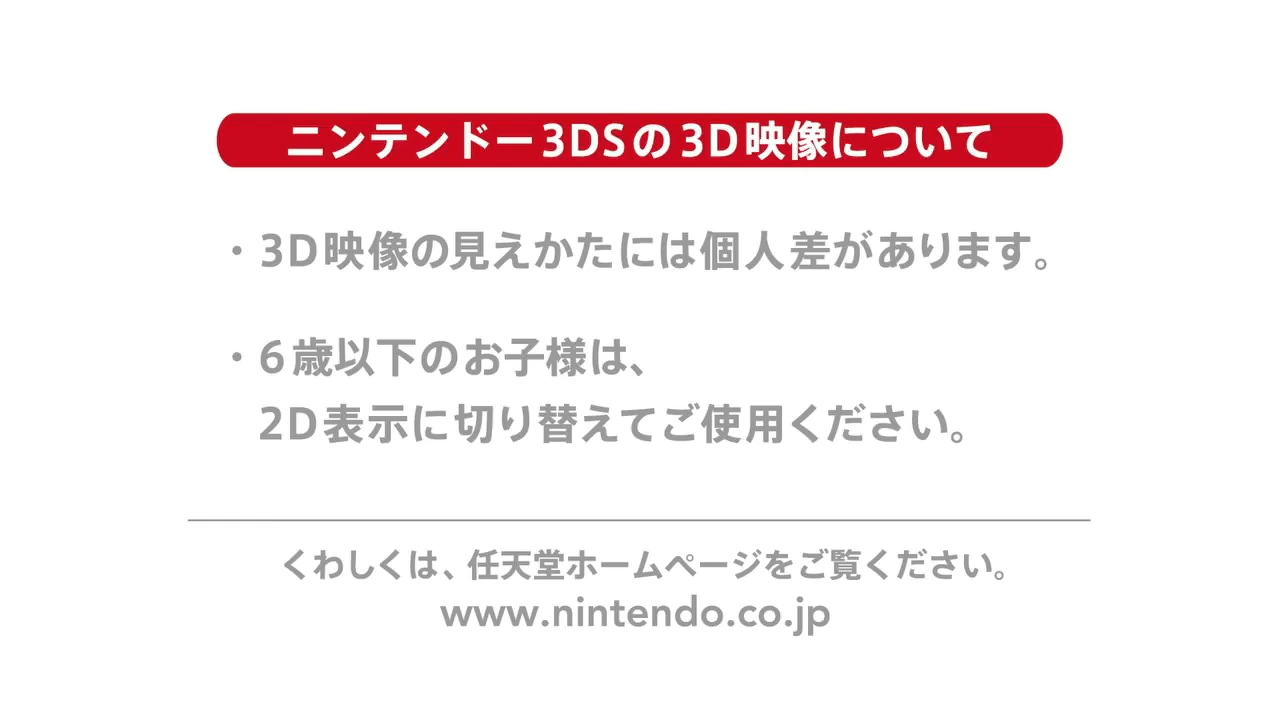 ニンテンドー3DSの3D映像について
・3D映像の見えかたには個人差があります。
・6歳以下のお子様は、
2D表示に切り替えてご使用ください。
くわしくは、任天堂ホームページをご覧ください。
www.nintendo.co.jp